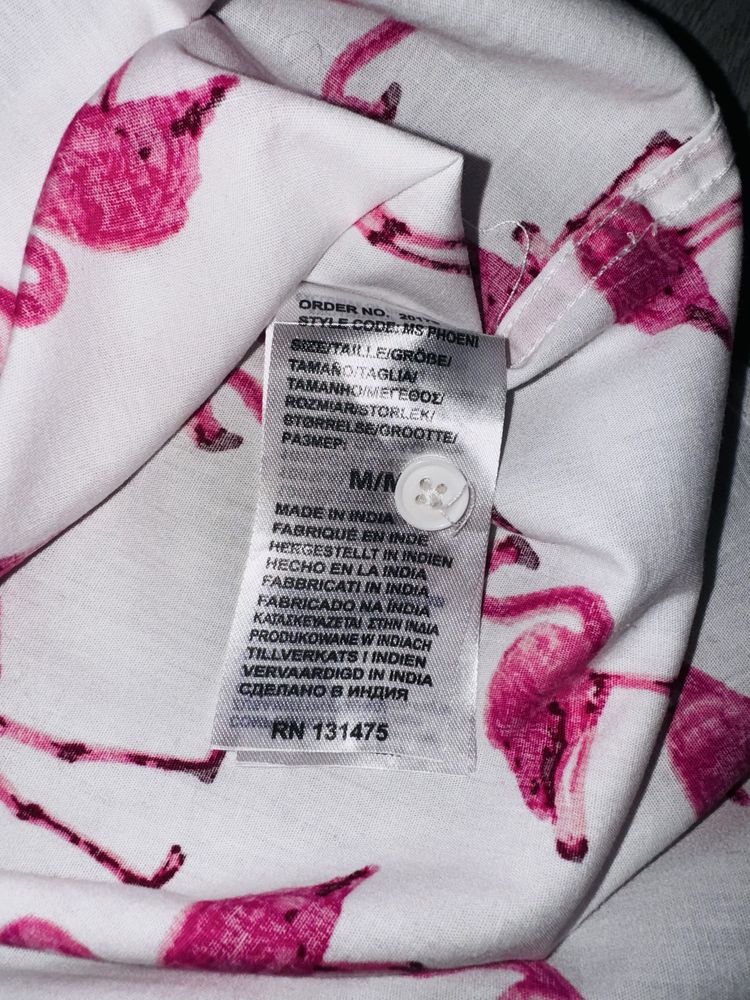 ORDER NO.
STYLE CODE: MS PHOENI
SIZE/TAILLE/GRÖBE/
TAMAÑO/TAGLIA/
TAMANHO/ΜΕΓΕΘΟΣ/
ROZMIAR/STORLEK/
STØRRELSE/GROOTTE/
РАЗМЕР:
M/M
MADE IN INDIA
FABRIQUÉ EN INDE
HERGESTELLT IN INDIEN
HECHO EN LA INDIA
FABBRICATI IN INDIA
FABRICADO NA ÍNDIA
ΚΑΤΑΣΚΕΥΑΖΕΤΑΙ ΣΤΗΝ ΙΝΔΙΑ
PRODUKOWANE W INDIACH
TILLVERKATS I INDIEN
VERVAARDIGD IN INDIA
СДЕЛАНО В ИНДИЯ
RN 131475